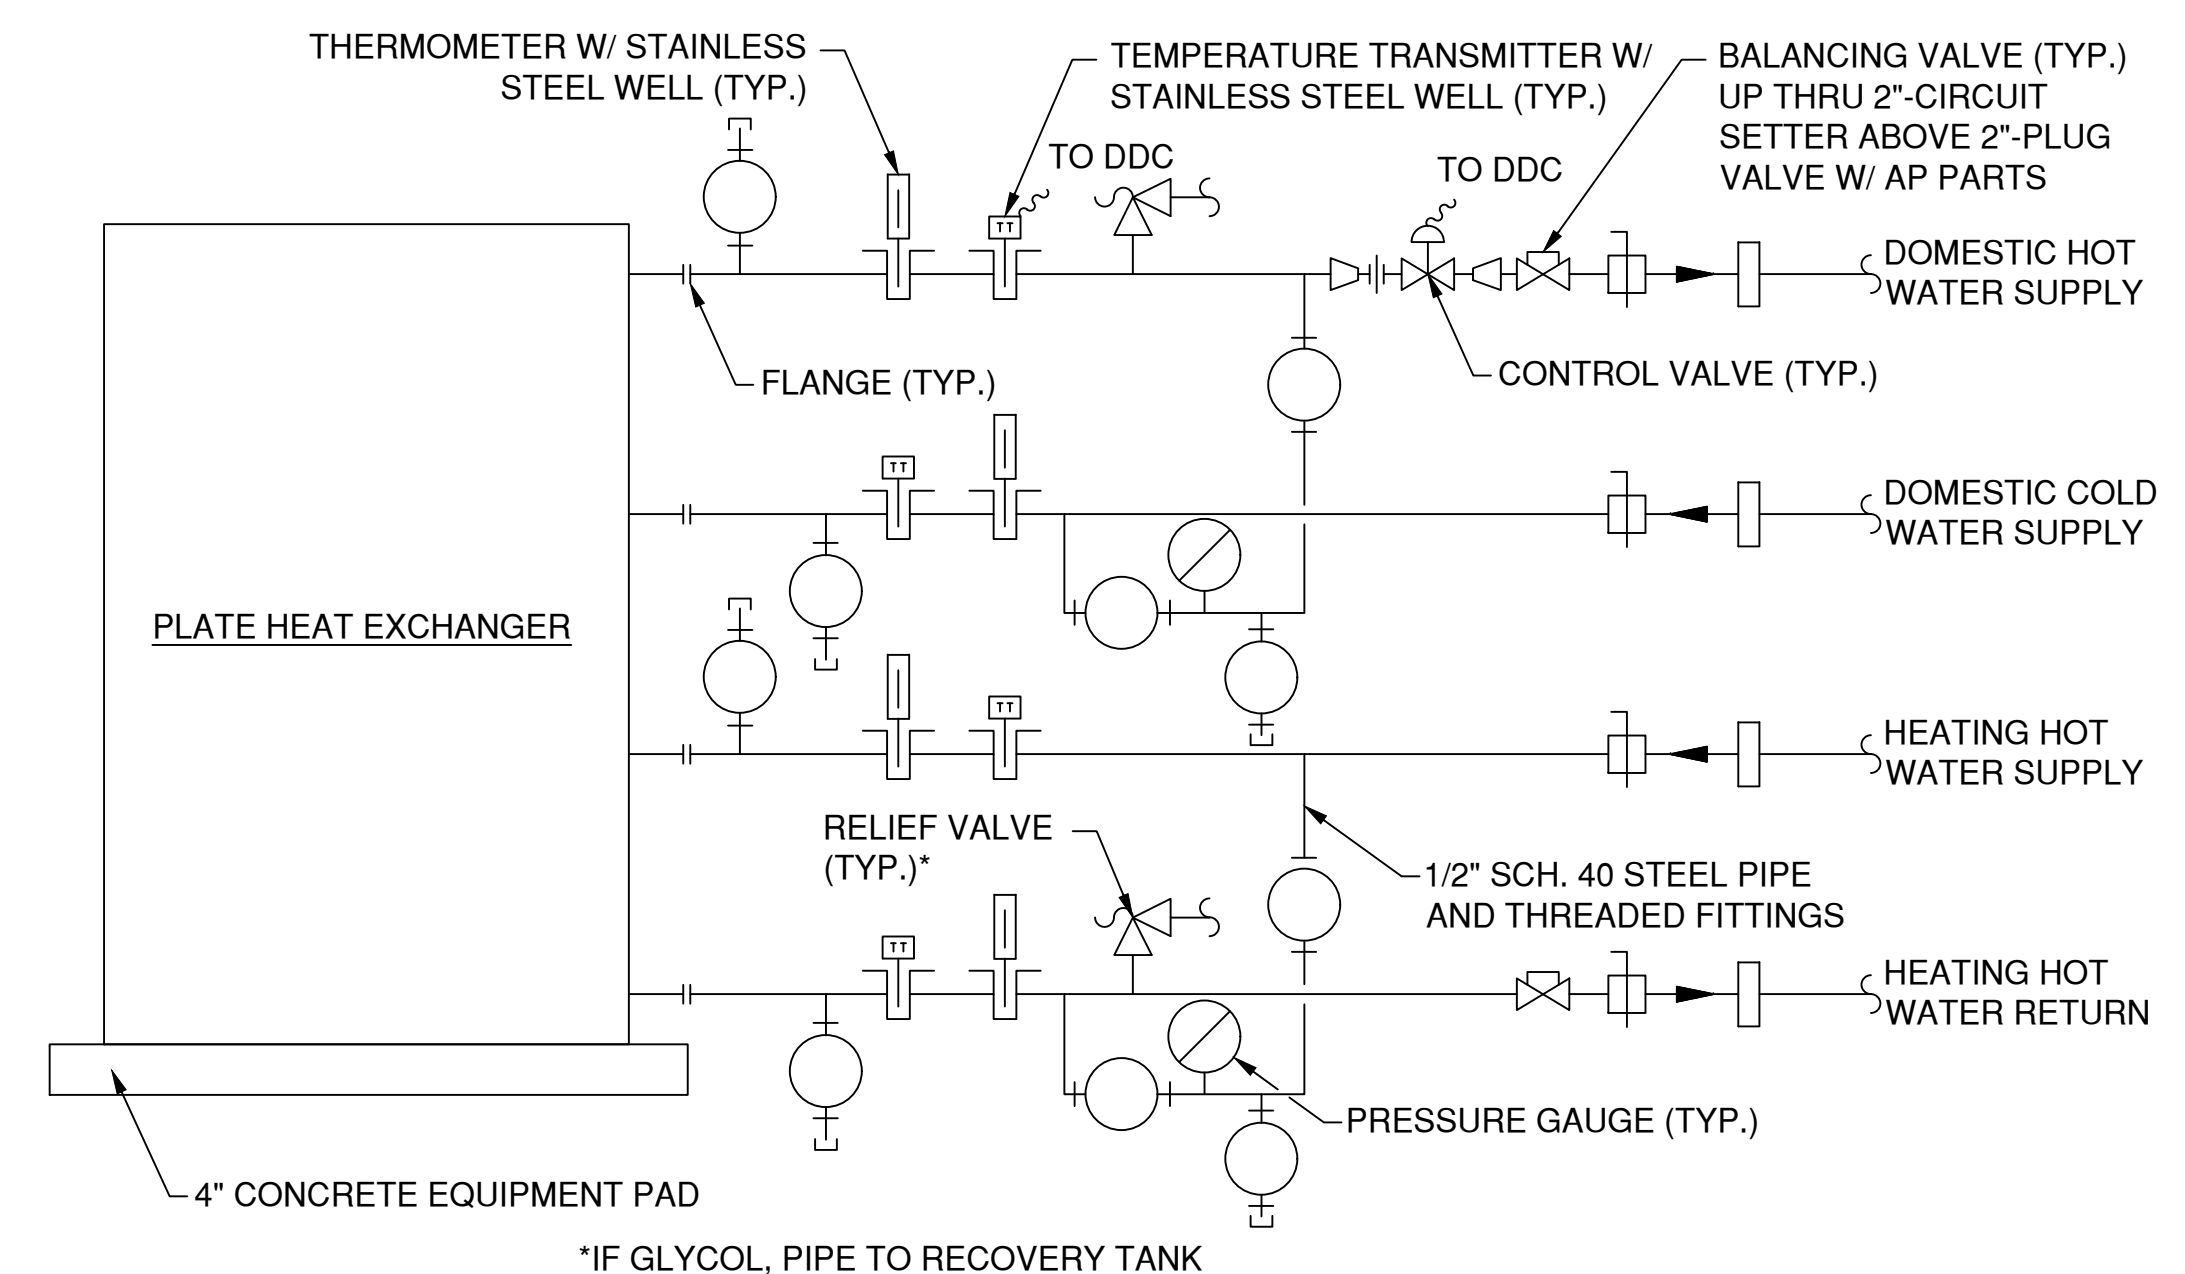 THERMOMETER W/ STAINLESS
STEEL WELL (TYP.)
TEMPERATURE TRANSMITTER W/
STAINLESS STEEL WELL (TYP.)
BALANCING VALVE (TYP.)
UP THRU 2"-CIRCUIT
SETTER ABOVE 2"-PLUG
VALVE W/ AP PARTS
TO DDC
TO DDC
TT
DOMESTIC HOT
WATER SUPPLY
FLANGE (TYP.)
CONTROL VALVE (TYP.)
TT
DOMESTIC COLD
WATER SUPPLY
PLATE HEAT EXCHANGER
TT
HEATING HOT
WATER SUPPLY
RELIEF VALVE
(TYP.)*
1/2" SCH. 40 STEEL PIPE
AND THREADED FITTINGS
TT
HEATING HOT
WATER RETURN
PRESSURE GAUGE (TYP.)
4" CONCRETE EQUIPMENT PAD
*IF GLYCOL, PIPE TO RECOVERY TANK